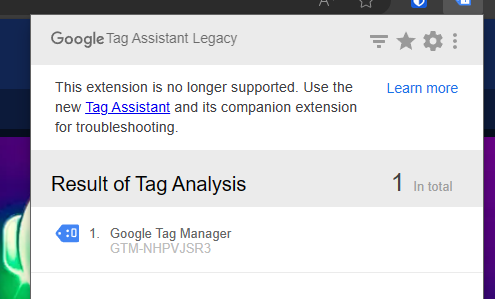 Google Tag Assistant Legacy
This extension is no longer supported. Use the
new Tag Assistant and its companion extension
for troubleshooting.
Learn more
Result of Tag Analysis
1 In total
1. Google Tag Manager
GTM-NHPVJSR3